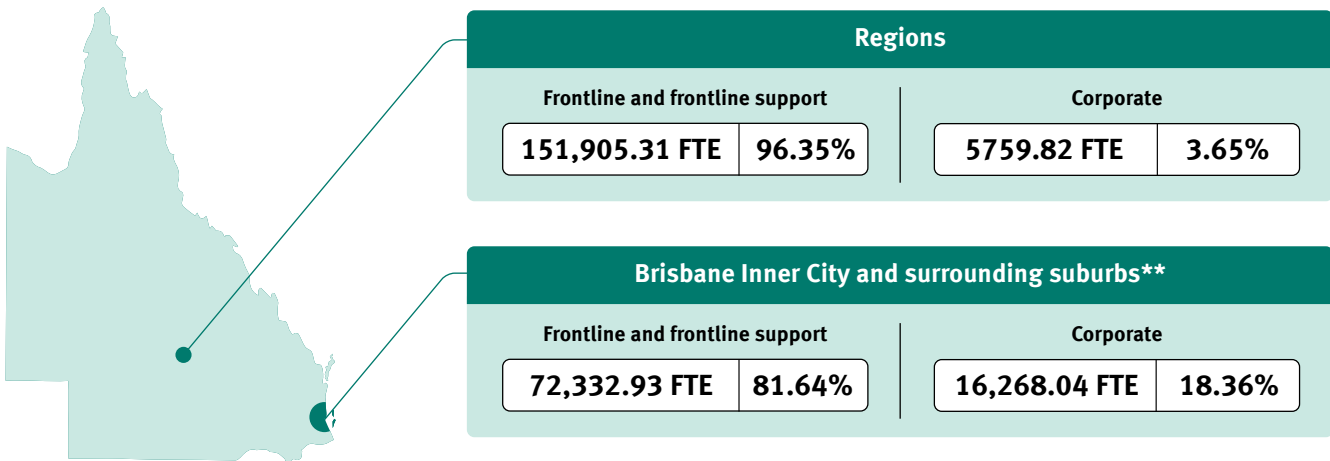 Regions
Frontline and frontline support
Corporate
151,905.31 FTE 96.35%
5759.82 FTE 3.65%
Brisbane Inner City and surrounding suburbs**
Frontline and frontline support
Corporate
72,332.93 FTE 81.64%
16,268.04 FTE 18.36%